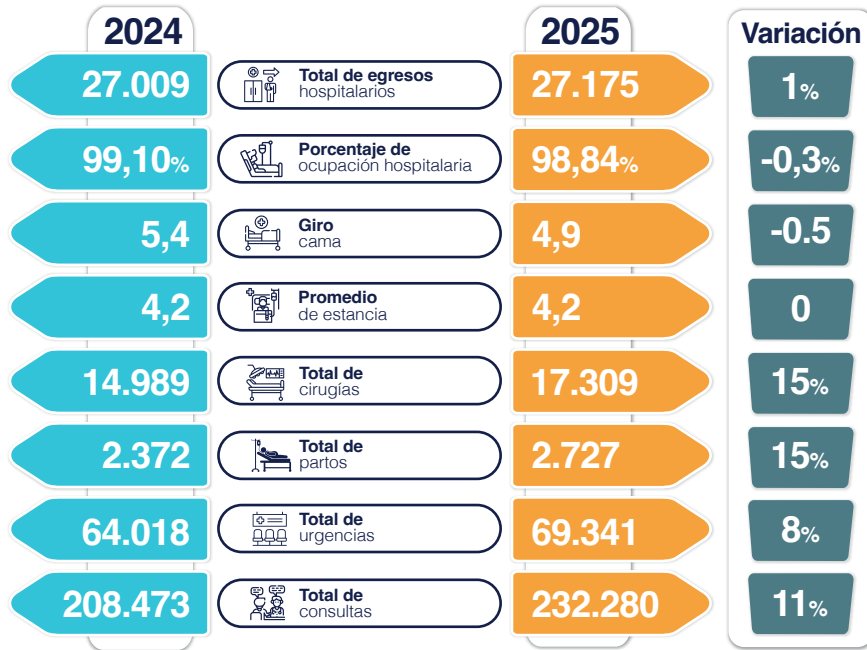 2024
2025
Variación
27.009
Total de egresos
hospitalarios
27.175
1%
99,10%
Porcentaje de
ocupación hospitalaria
98,84%
-0,3%
5,4
Giro
cama
4,9
-0.5
4,2
Promedio
de estancia
4,2
0
14.989
Total de
cirugías
17.309
15%
2.372
Total de
partos
2.727
15%
64.018
Total de
urgencias
69.341
8%
208.473
Total de
consultas
232.280
11%